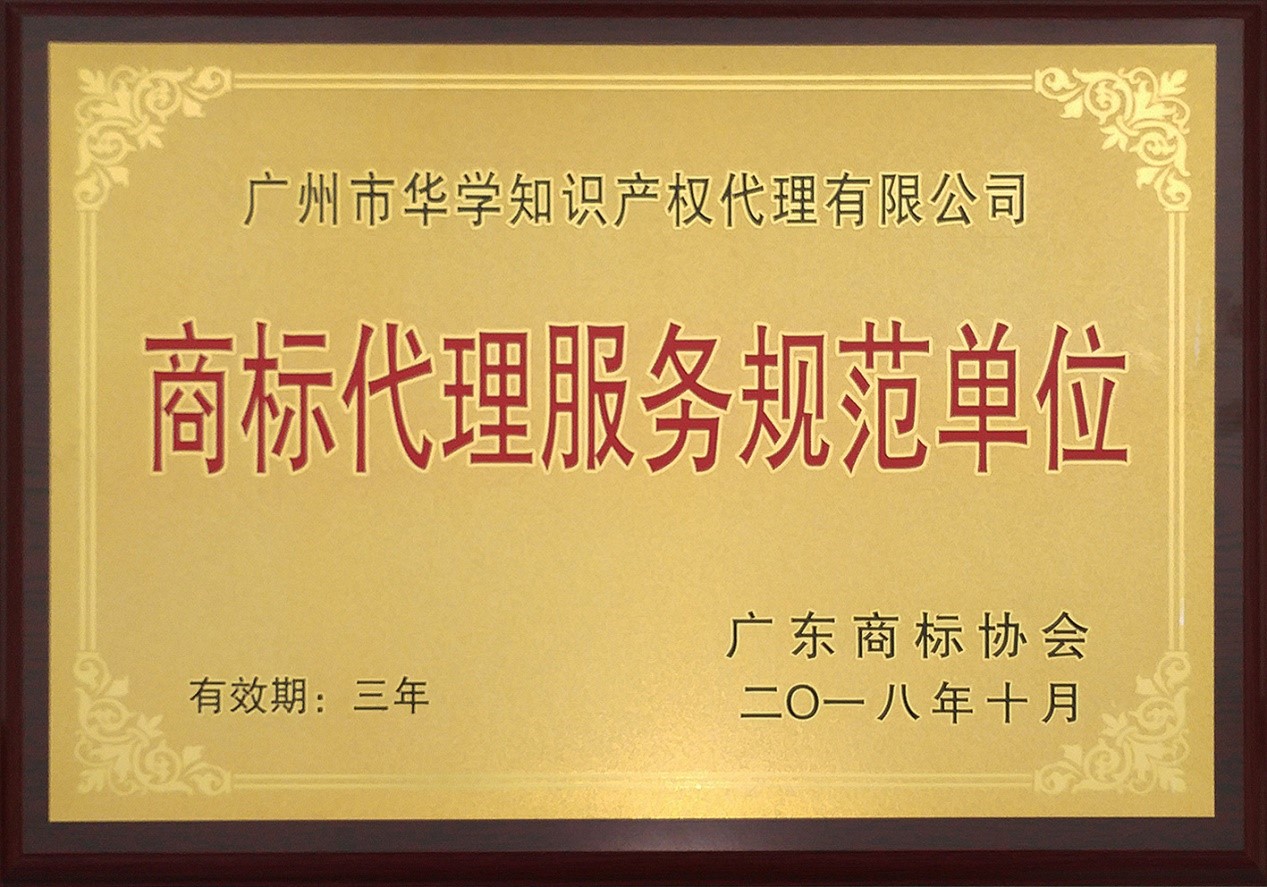 广州市华学知识产权代理有限公司
商标代理服务规范单位
广东商标协会
有效期：三年
二〇一八年十月